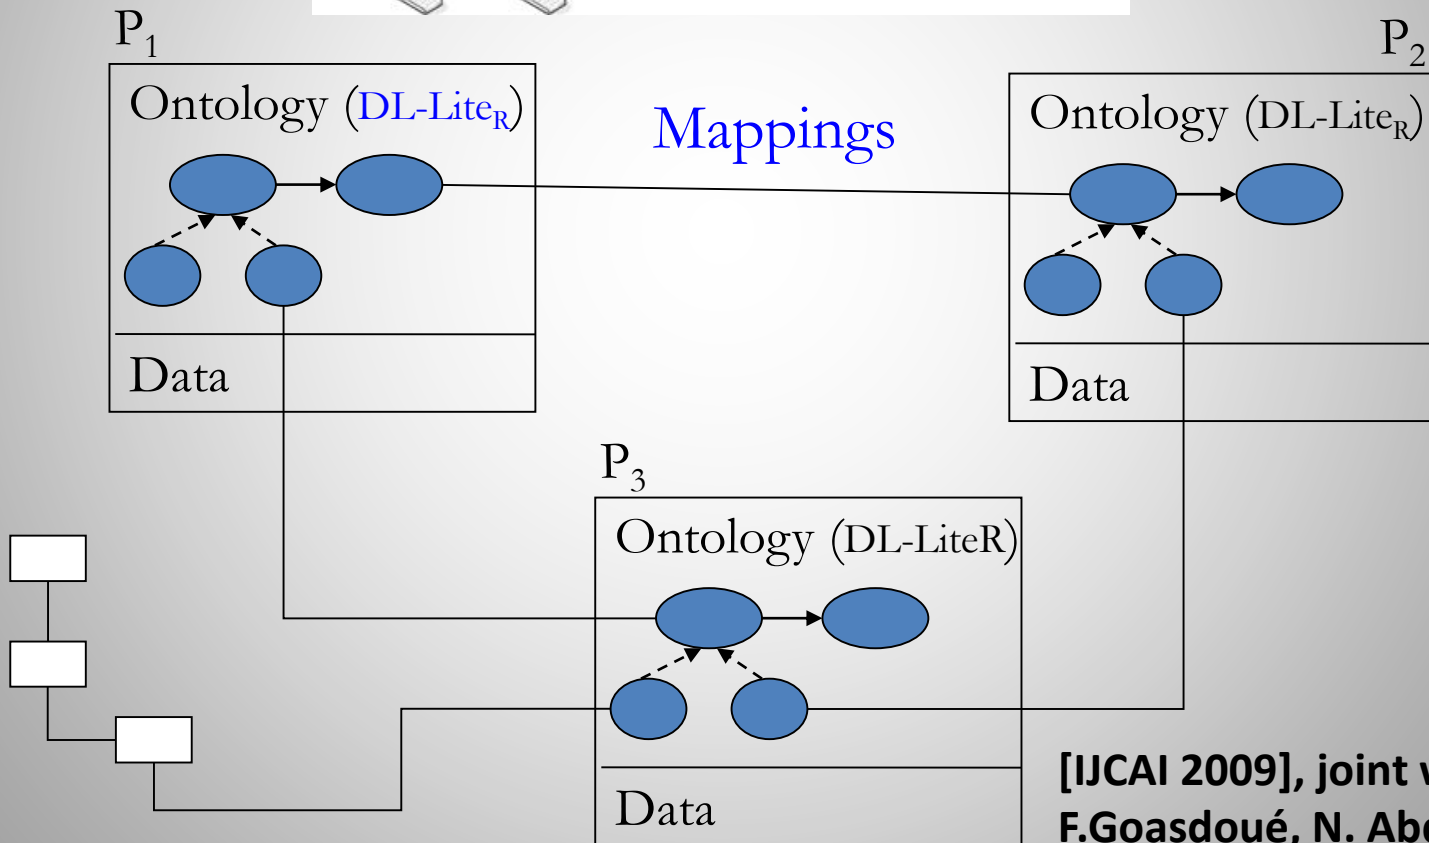 P1
Ontology (DL-LiteR)
Data
Mappings
P2
Ontology (DL-LiteR)
Data
P3
Ontology (DL-LiteR)
Data
[IJCAI 2009], joint
F.Goasdoué, N.